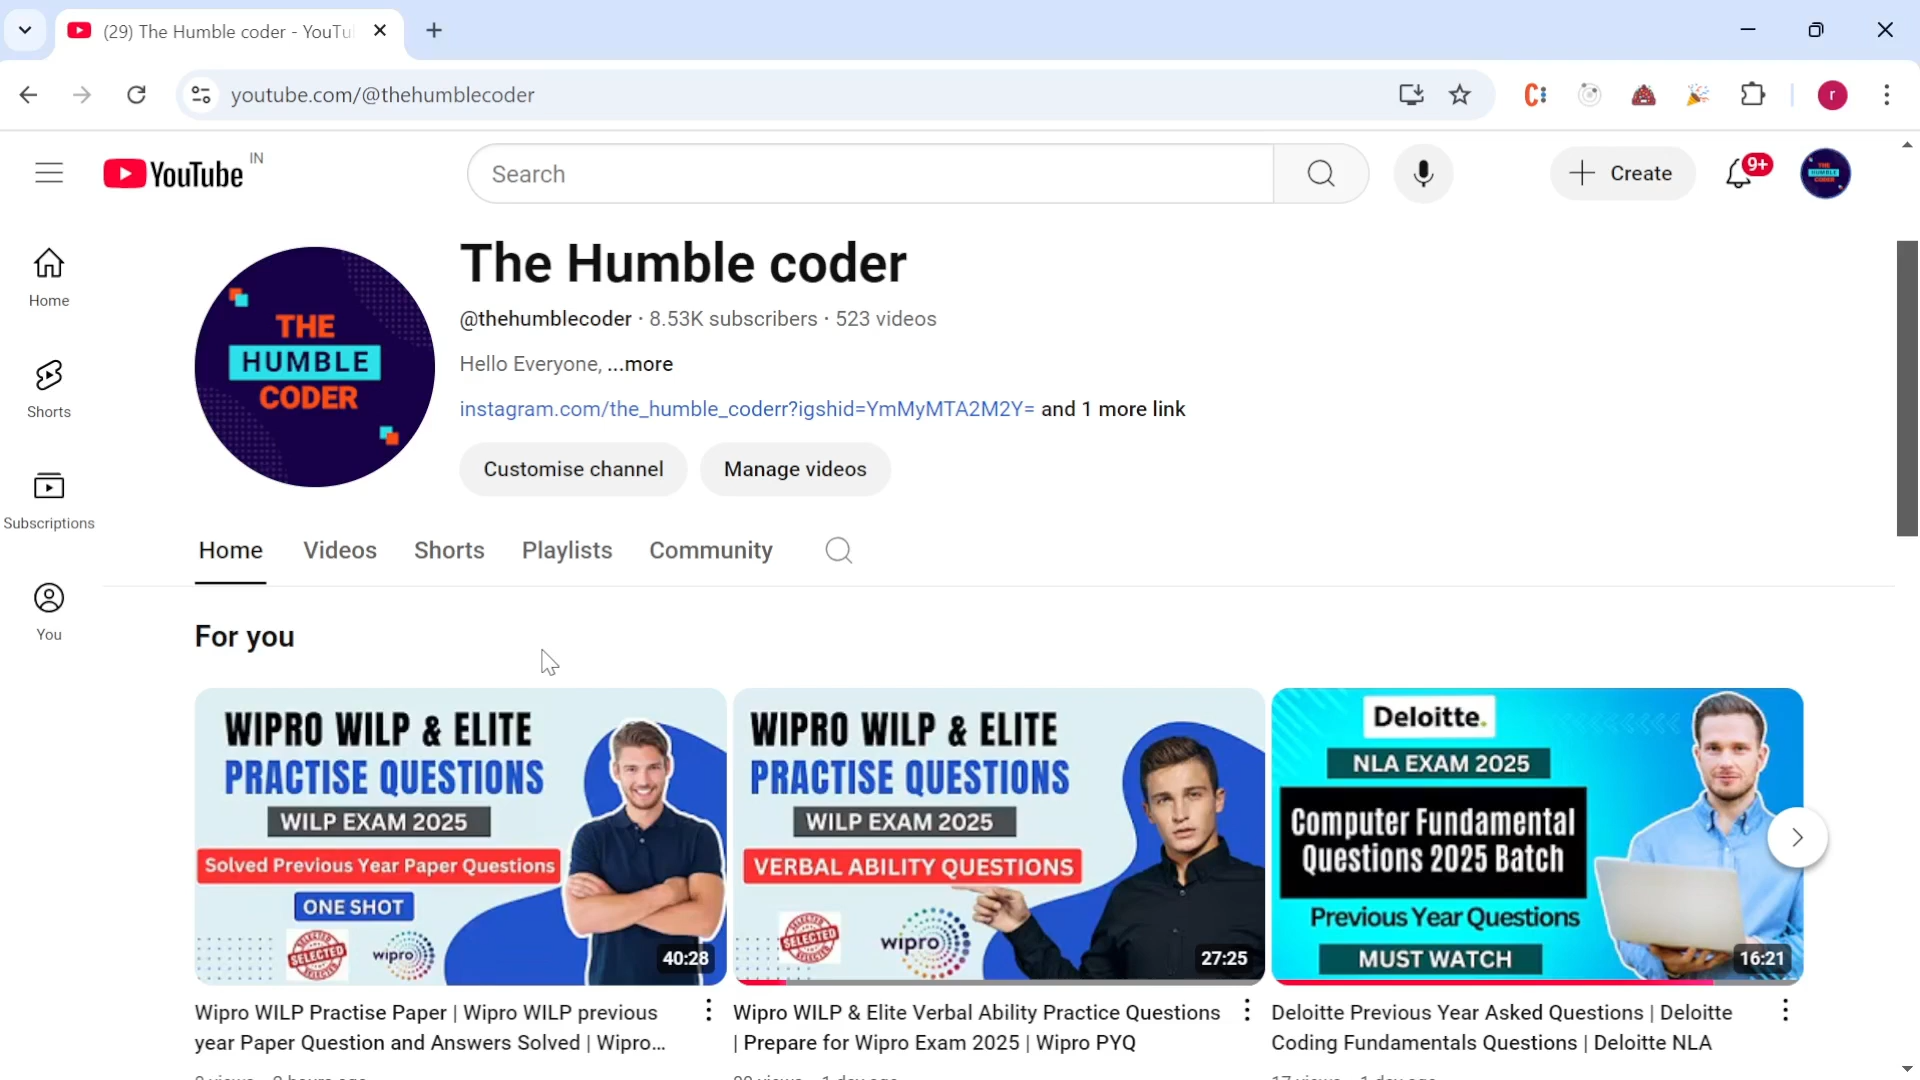 (29) The Humble coder - YouTu
youtube.com/@thehumblecoder
r
YouTube IN
Search
Create
9+
THE
HUMBLE
CODER
The Humble coder
@thehumblecoder · 8.53K subscribers · 523 videos
Hello Everyone, ...more
instagram.com/the_humble_coderr?igshid=YmMyMTA2M2Y= and 1 more link
Customise channel
Manage videos
Home
Shorts
Subscriptions
You
Home Videos Shorts Playlists Community
For you
WIPRO WILP & ELITE
PRACTISE QUESTIONS
WILP EXAM 2025
Solved Previous Year Paper Questions
ONE SHOT
SELECTED
wipro
40:28
WIPRO WILP & ELITE
PRACTISE QUESTIONS
WILP EXAM 2025
VERBAL ABILITY QUESTIONS
SELECTED
wipro
27:25
Deloitte.
NLA EXAM 2025
Computer Fundamental
Questions 2025 Batch
Previous Year Questions
MUST WATCH
16:21
Wipro WILP Practise Paper | Wipro WILP previous
year Paper Question and Answers Solved | Wipro...
Wipro WILP & Elite Verbal Ability Practice Questions
| Prepare for Wipro Exam 2025 | Wipro PYQ
Deloitte Previous Year Asked Questions | Deloitte
Coding Fundamentals Questions | Deloitte NLA